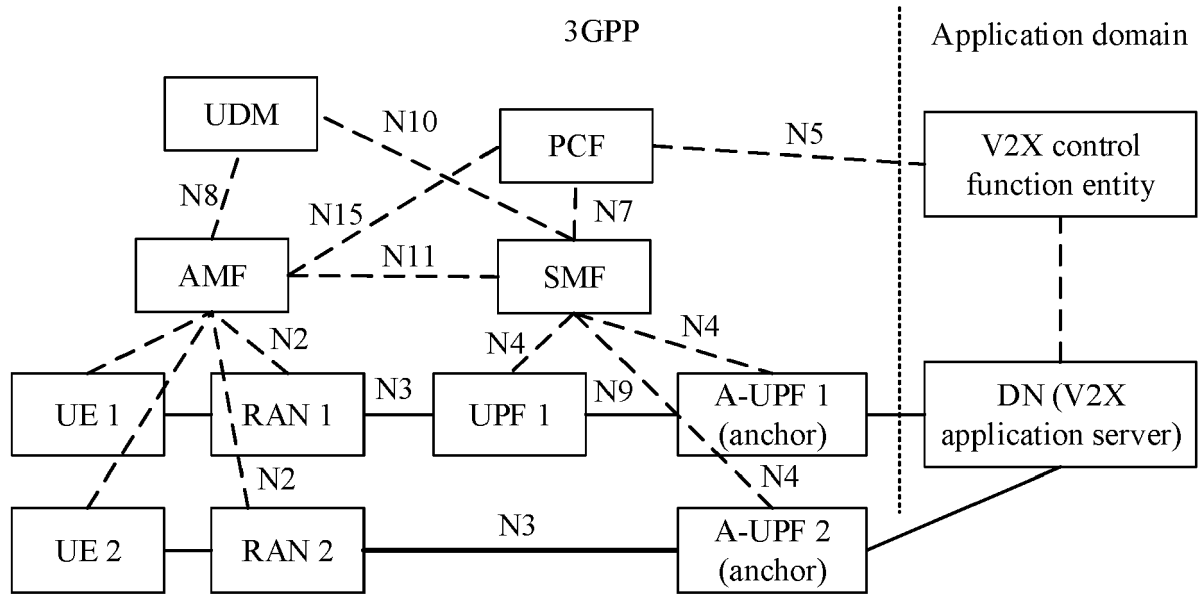 3GPP
Application domain
UDM
N10
PCF
N5
V2X control
function entity
N8
N15
N7
AMF
N11
SMF
N2
N4
N4
UE 1
RAN 1
N3
UPF 1
N9
A-UPF 1
(anchor)
DN (V2X
application server)
N2
N4
UE 2
RAN 2
N3
A-UPF 2
(anchor)